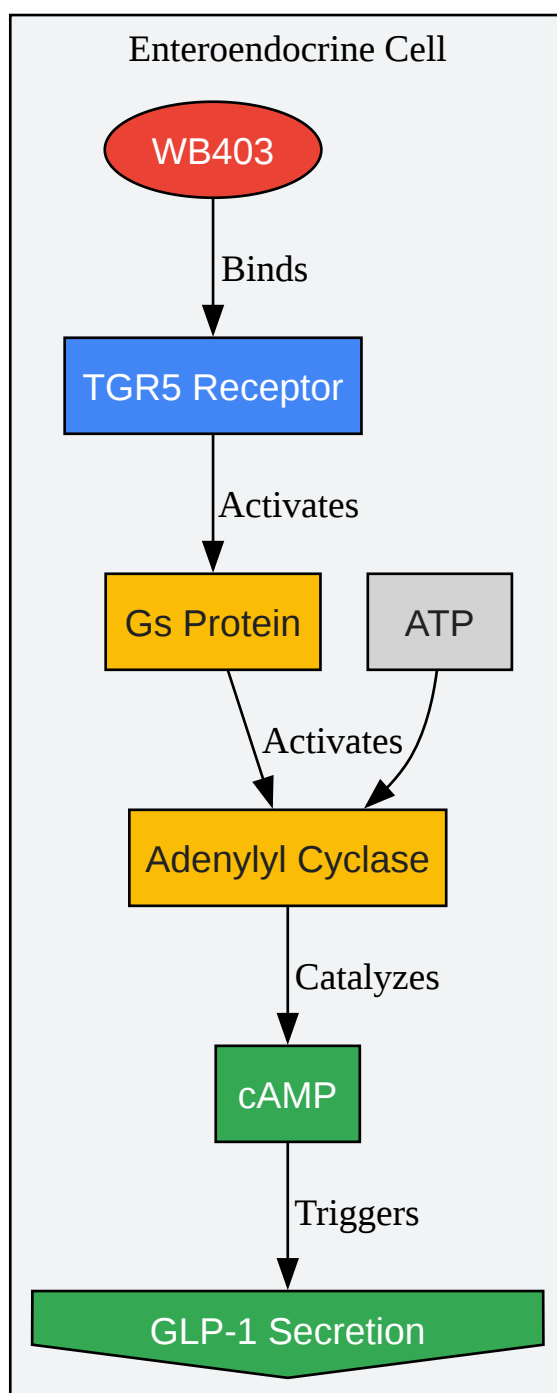 Enteroendocrine Cell
WB403
Binds
TGR5 Receptor
Activates
Gs Protein
ATP
Activates
Adenylyl Cyclase
Catalyzes
cAMP
Triggers
GLP-1 Secretion